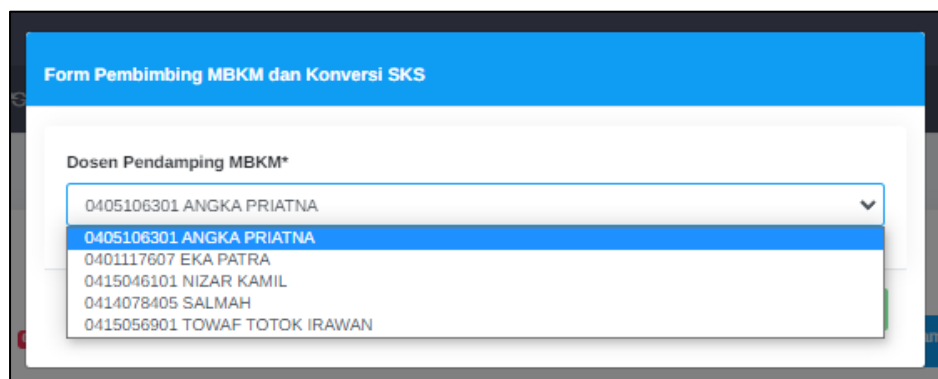 Form Pembimbing MBKM dan Konversi SKS
Dosen Pendamping MBKM*
0405106301 ANGKA PRIATNA
0405106301 ANGKA PRIATNA
0401117607 EKA PATRA
0415046101 NIZAR KAMIL
0414078405 SALMAH
0415056901 TOWAF TOTOK IRAWAN